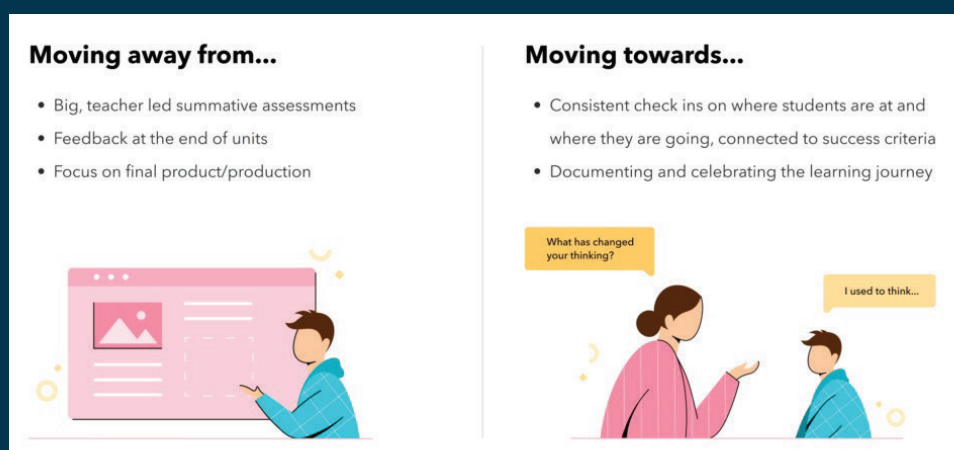 Moving away from...
• Big, teacher led summative assessments
• Feedback at the end of units
• Focus on final product/production
Moving towards...
• Consistent check ins on where students are at and
where they are going, connected to success criteria
• Documenting and celebrating the learning journey
What has changed
your thinking?
I used to think...